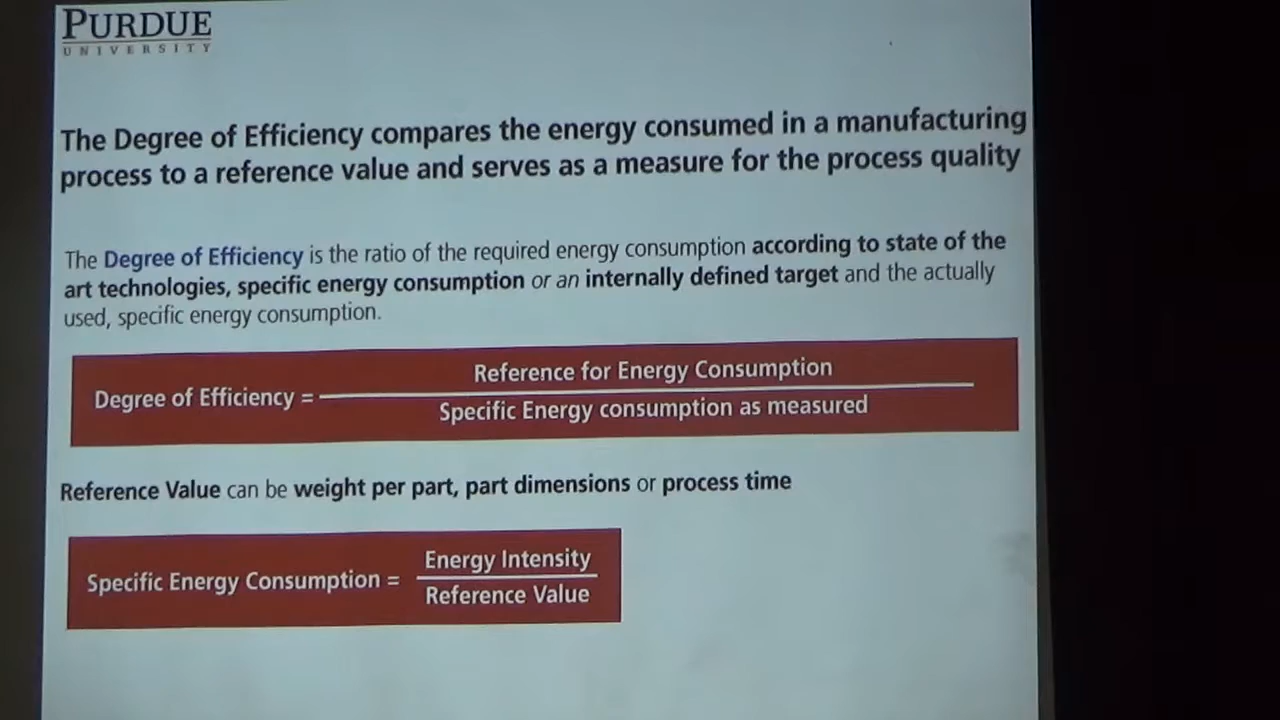 PURDUE
UNIVERSITY
The Degree of Efficiency compares the energy consumed in a manufacturing
process to a reference value and serves as a measure for the process quality
The Degree of Efficiency is the ratio of the required energy consumption according to state of the
art technologies, specific energy consumption or an internally defined target and the actually
used, specific energy consumption.
Reference for Energy Consumption
Degree of Efficiency =
Specific Energy consumption as measured
Reference Value can be weight per part, part dimensions or process time
Energy Intensity
Specific Energy Consumption =
Reference Value